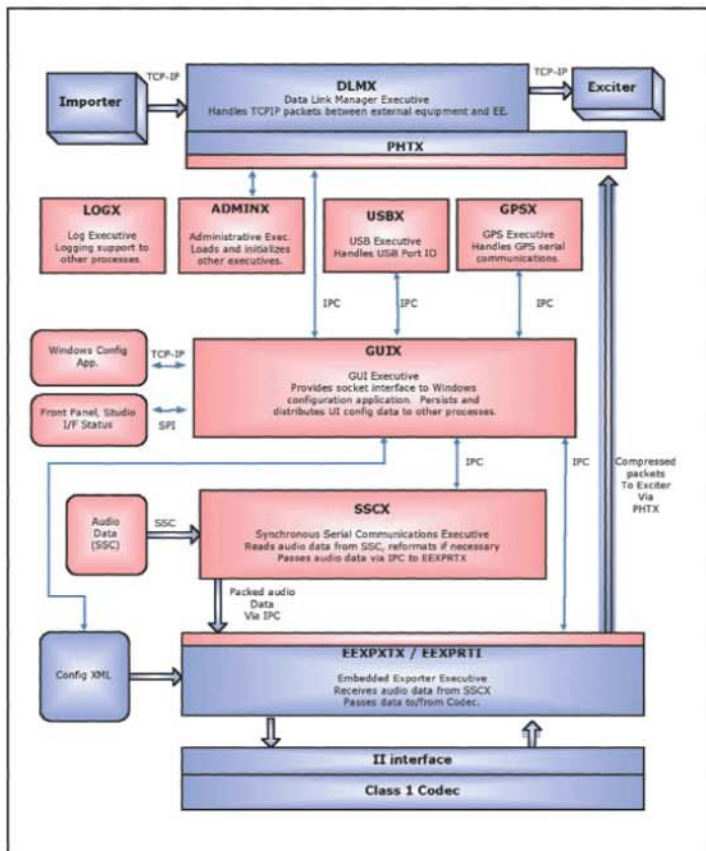 TCP-IP
DLMX
TCP-IP
Importer
Data Link Manager Executive
Exciter
Handles TCPIP packets between external equipment and EE.
PHTX
LOGX
Log Executive
Logging support to
other processes.
ADMINX
Administrative Exec.
Loads and initializes
other executives.
USBX
USB Executive
Handles USB Port IO
GPSX
GPS Executive
Handles GPS serial
communications.
IPC
IPC
IPC
Windows Config
App.
TCP-IP
GUIX
GUI Executive
Provides socket interface to Windows
configuration application. Persists and
distributes UI config data to other processes.
Front Panel, Studio
I/F Status
SPI
IPC
IPC
Compressed
packets
To Exciter
Via
PHTX
Audio
Data
(SSC)
SSC
SSCX
Synchronous Serial Communications Executive
Reads audio data from SSC, reformats if necessary
Passes audio data via IPC to EEXPRTX
Packed audio
Data
Via IPC
Config XML
EEXPXTX / EEXPRTI
Embedded Exporter Executive
Receives audio data from SSCX
Passes data to/from Codec.
II interface
Class 1 Codec